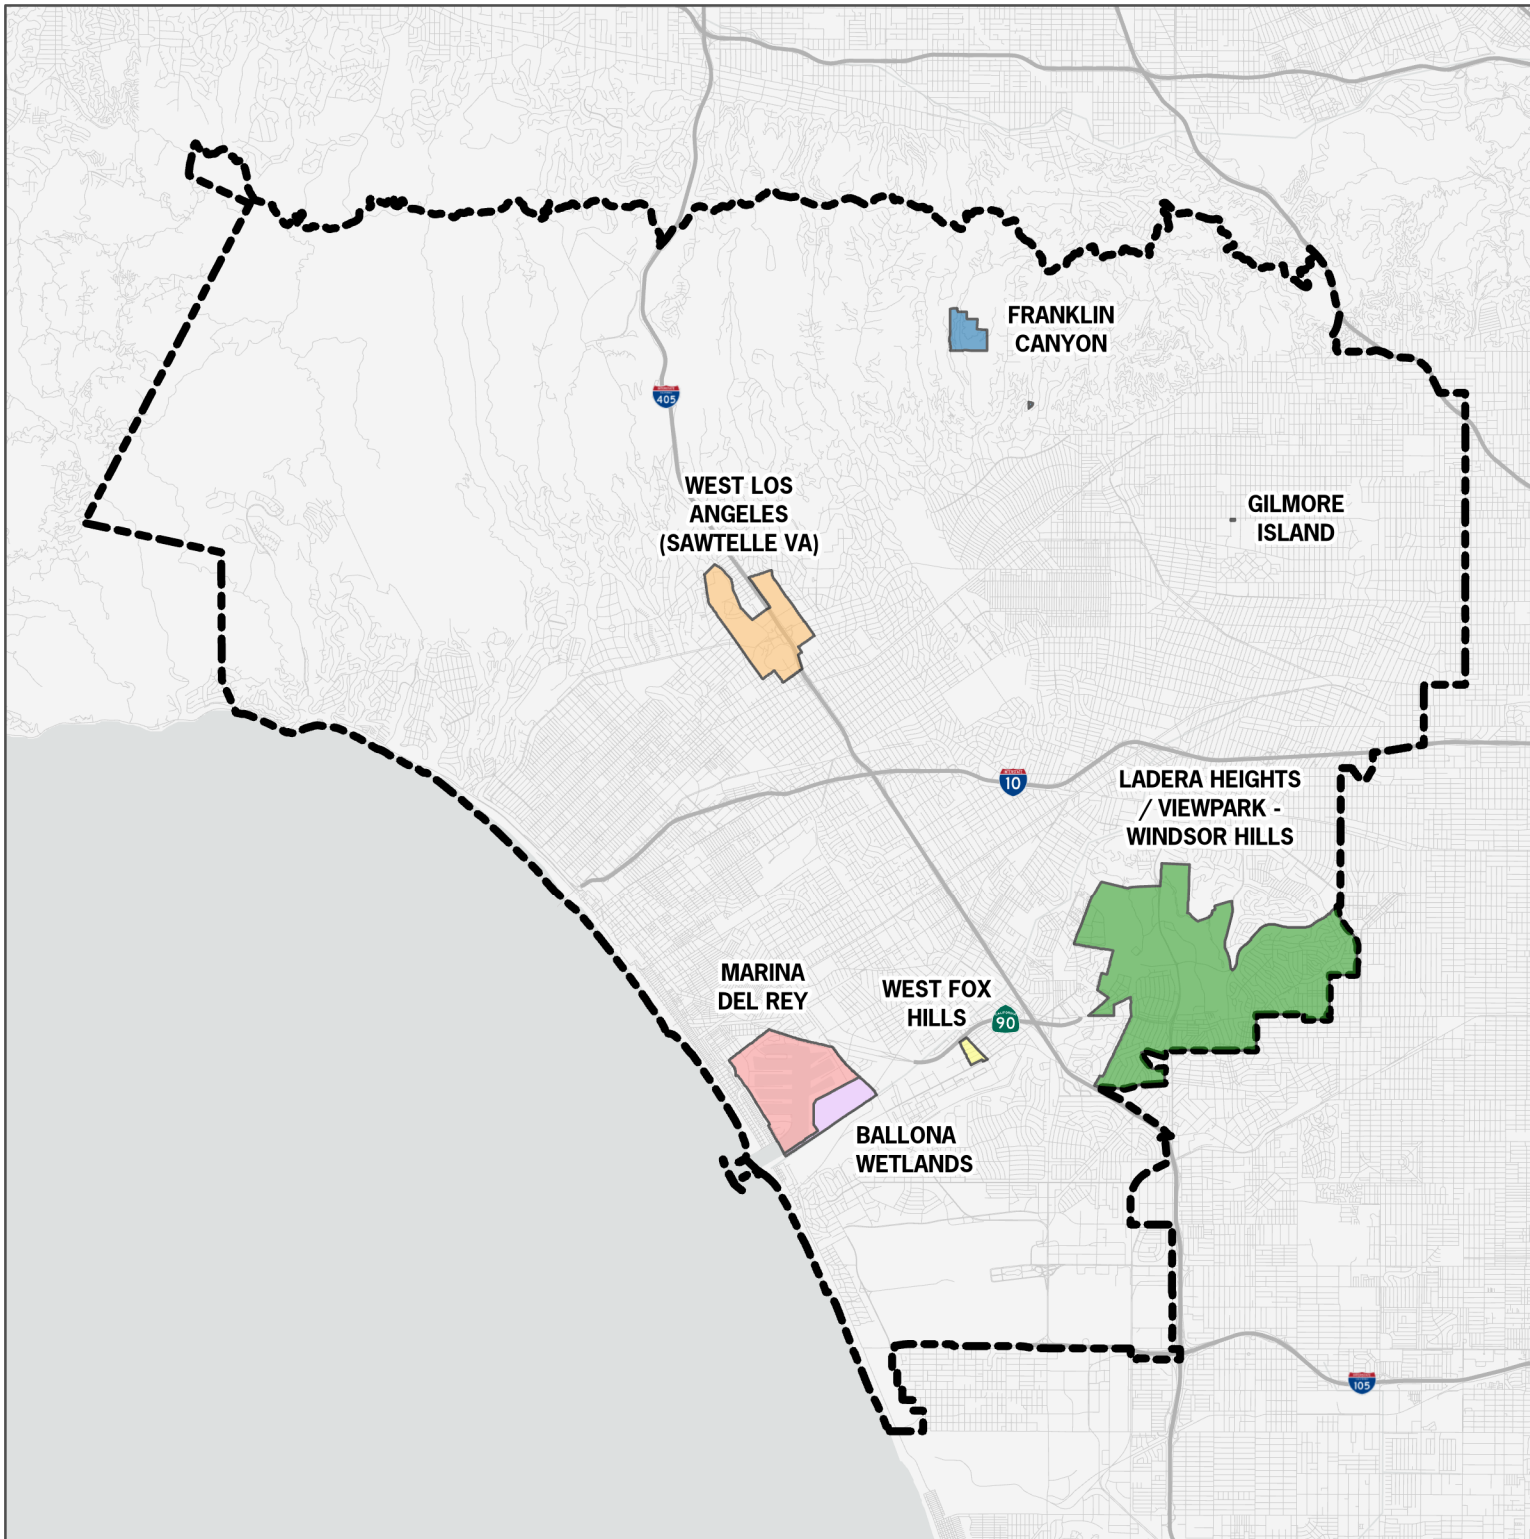 FRANKLIN
CANYON
405
WEST LOS
ANGELES
(SAWTELLE VA)
GILMORE
ISLAND
10
LADERA HEIGHTS
/ VIEWPARK -
WINDSOR HILLS
MARINA
DEL REY
WEST FOX
HILLS
90
BALLONA
WETLANDS
105